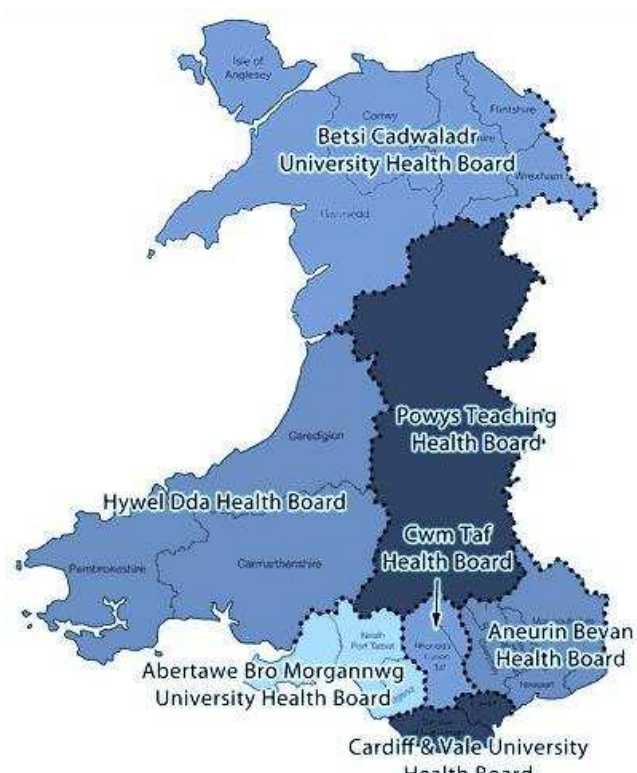 Isle of
Anglesey
Conwy
Flintshire
Betsi Cadwaladr
University Health Board
Wrexham
Gwynedd
Powys Teaching
Health Board
Ceredigion
Hywel Dda Health Board
Cwm Taf
Health Board
Pembrokeshire
Carmarthenshire
Neath
Port Talbot
Taf
Aneurin Bevan
Health Board
Newport
Abertawe Bro Morgannwg
University Health Board
Cardiff & Vale University
Health Board